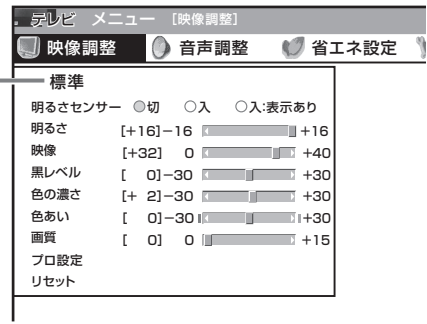 テレビ メニュー [映像調整]
映像調整 音声調整 省エネ設定
標準
明るさセンサー 切 入 入:表示あり
明るさ [+16] -16 +16
映像 [+32] 0 +40
黒レベル [ 0] -30 +30
色の濃さ [+ 2] -30 +30
色あい [ 0] -30 +30
画質 [ 0] 0 +15
プロ設定
リセット